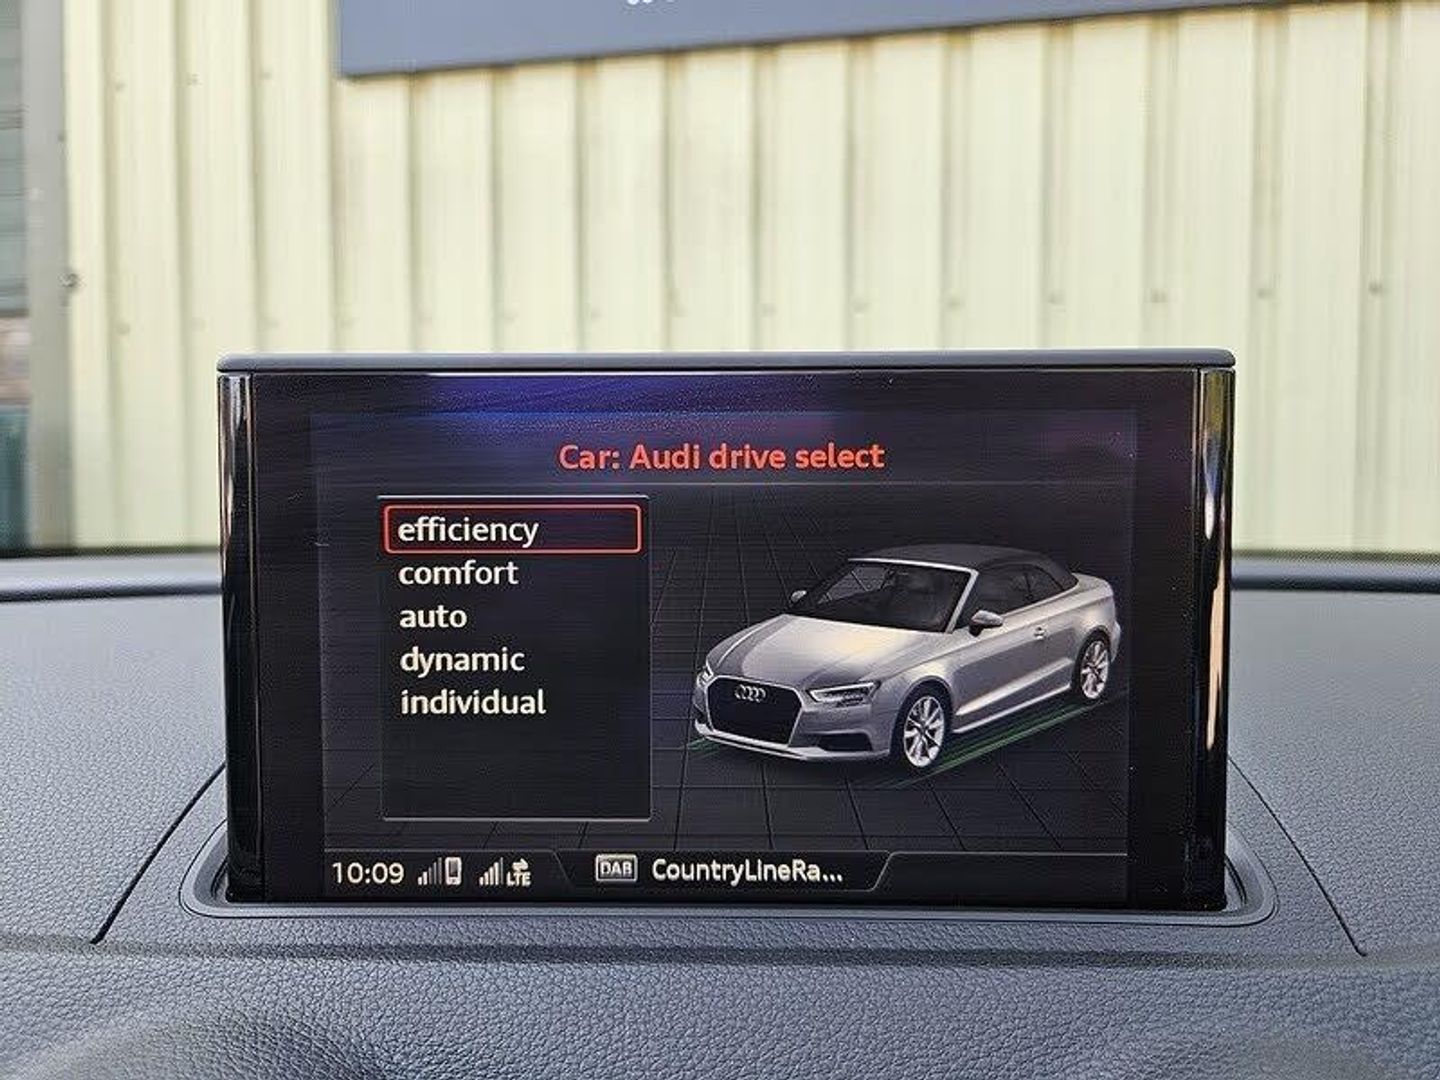 Car: Audi drive select
efficiency
comfort
auto
dynamic
individual
10:09 LTE DAB CountryLineRa...